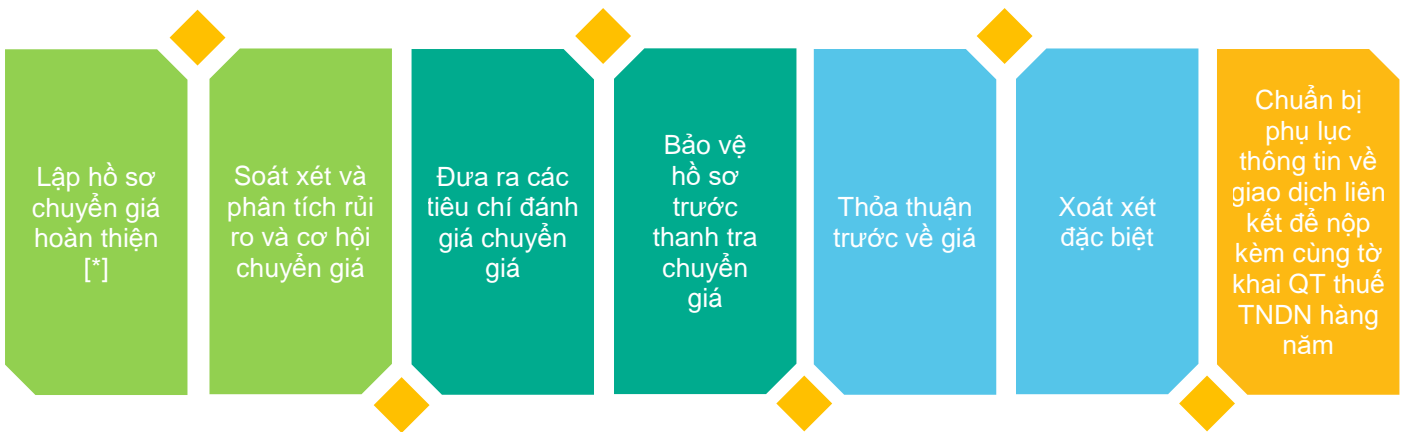 Lập hồ sơ
chuyển giá
hoàn thiện
[*]
Soát xét và
phân tích rủi
ro và cơ hội
chuyển giá
Đưa ra các
tiêu chí đánh
giá chuyển
giá
Bảo vệ
hồ sơ
trước
thanh tra
chuyển
giá
Thỏa thuận
trước về giá
Xoát xét
đặc biệt
Chuẩn bị
phụ lục
thông tin về
giao dịch liên
kết để nộp
kèm cùng tờ
khai QT thuế
TNDN hàng
năm